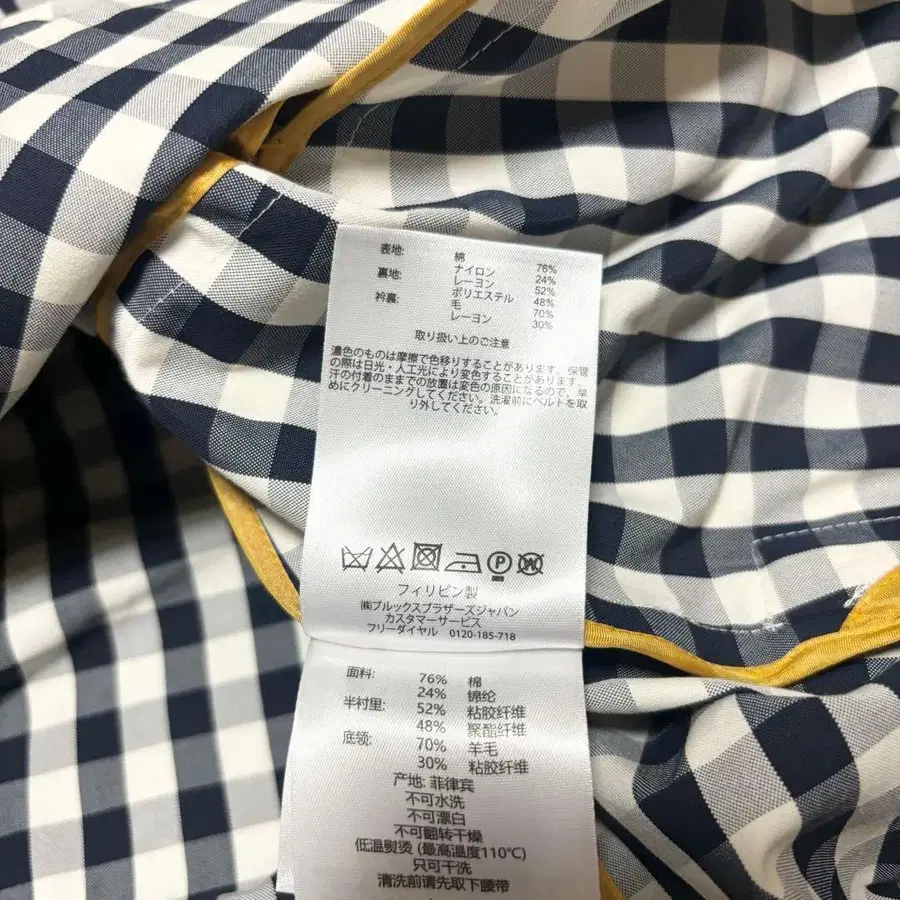 表地: 綿 76%
ナイロン 24%
裏地: レーヨン 52%
ポリエステル 48%
衿裏: 毛 70%
レーヨン 30%
取り扱い上のご注意
濃色のものは摩擦で色移りすることがあります。保管
の際は日光・人工光により変色することがあります。
汗の付着のままでの放置は変色の原因になるので、早
めにクリーニングしてください。洗濯前にベルトを取
り外してください。
P W
フィリピン製
㈱ブルックスブラザーズジャパン
カスタマーサービス
フリーダイヤル 0120-185-718
面料: 76% 棉
24% 锦纶
半衬里: 52% 粘胶纤维
48% 聚酯纤维
底领: 70% 羊毛
30% 粘胶纤维
产地: 菲律宾
不可水洗
不可漂白
不可翻转干燥
低温熨烫 (最高温度110℃)
只可干洗
清洗前请先取下腰带